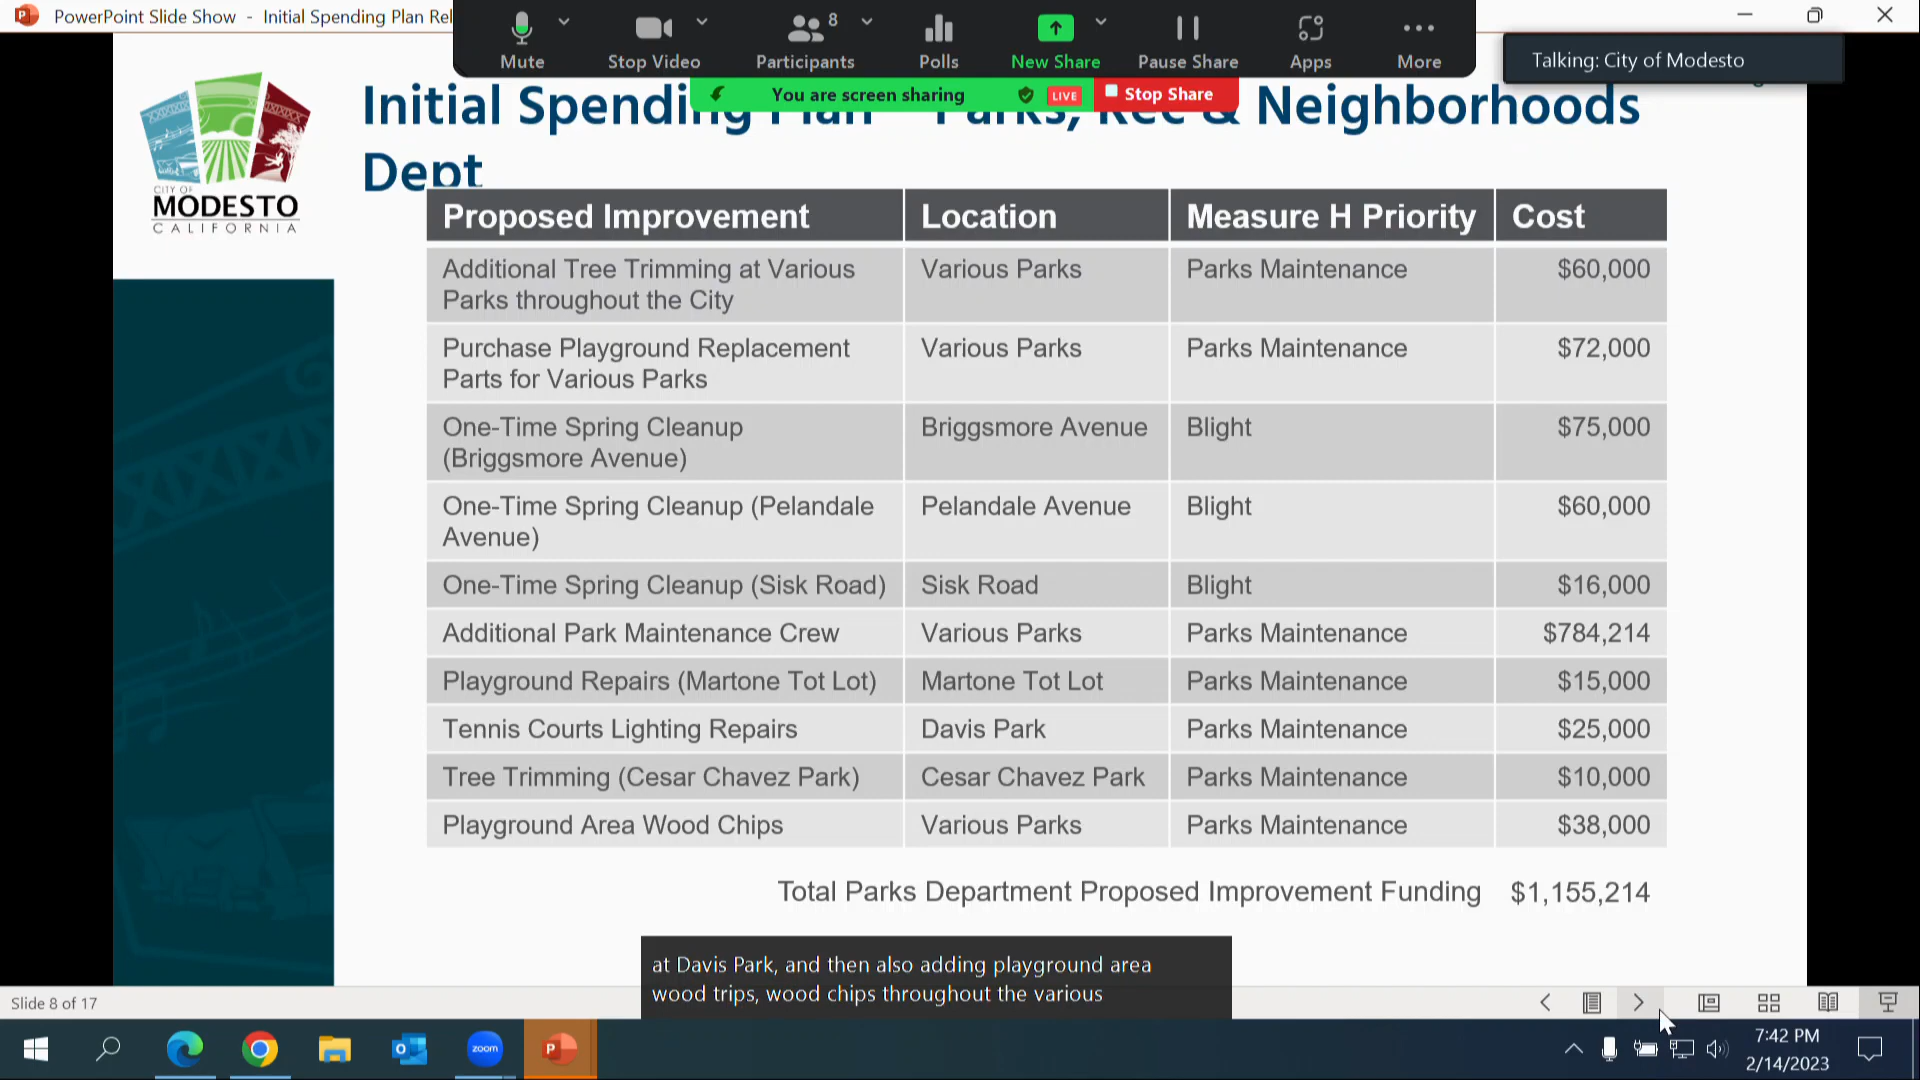 PowerPoint Slide Show - Initial Spending Plan Rel
Mute
Stop Video
8
Participants
Polls
New Share
Pause Share
Apps
More
Talking: City of Modesto
You are screen sharing
LIVE
Stop Share
Initial Spending Plan - Parks, Rec & Neighborhoods
Dept
CITY OF
MODESTO
CALIFORNIA
Proposed Improvement Location Measure H Priority Cost
Additional Tree Trimming at Various Various Parks Parks Maintenance $60,000
Parks throughout the City
Purchase Playground Replacement Various Parks Parks Maintenance $72,000
Parts for Various Parks
One-Time Spring Cleanup Briggsmore Avenue Blight $75,000
(Briggsmore Avenue)
One-Time Spring Cleanup (Pelandale Pelandale Avenue Blight $60,000
Avenue)
One-Time Spring Cleanup (Sisk Road) Sisk Road Blight $16,000
Additional Park Maintenance Crew Various Parks Parks Maintenance $784,214
Playground Repairs (Martone Tot Lot) Martone Tot Lot Parks Maintenance $15,000
Tennis Courts Lighting Repairs Davis Park Parks Maintenance $25,000
Tree Trimming (Cesar Chavez Park) Cesar Chavez Park Parks Maintenance $10,000
Playground Area Wood Chips Various Parks Parks Maintenance $38,000
Total Parks Department Proposed Improvement Funding $1,155,214
at Davis Park, and then also adding playground area
wood trips, wood chips throughout the various
Slide 8 of 17
zoom
7:42 PM
2/14/2023